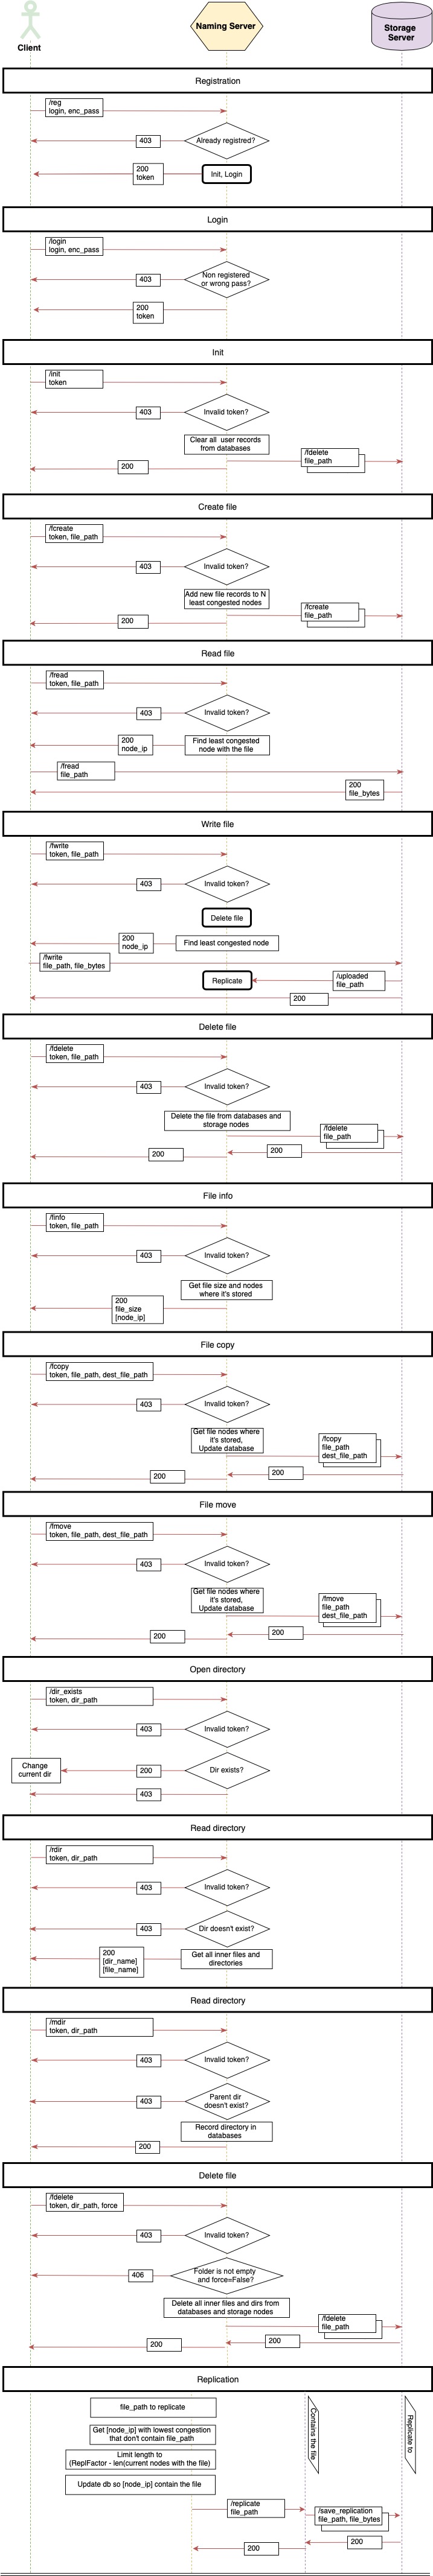 Client
Naming Server
Storage
Server
Registration
/reg
login, enc_pass
403
Already registred?
200
token
Init, Login
Login
/login
login, enc_pass
403
Non registered
or wrong pass?
200
token
Init
/init
token
403
Invalid token?
Clear all user records
from databases
/fdelete
file_path
200
Create file
/fcreate
token, file_path
403
Invalid token?
Add new file records to N
least congested nodes
/fcreate
file_path
200
Read file
/fread
token, file_path
403
Invalid token?
200
node_ip
Find least congested
node with the file
/fread
file_path
200
file_bytes
Write file
/fwrite
token, file_path
403
Invalid token?
Delete file
200
node_ip
Find least congested node
/fwrite
file_path, file_bytes
Replicate
/uploaded
file_path
200
Delete file
/fdelete
token, file_path
403
Invalid token?
Delete the file from databases and
storage nodes
/fdelete
file_path
200
200
File info
/finfo
token, file_path
403
Invalid token?
Get file size and nodes
where it's stored
200
file_size
[node_ip]
File copy
/fcopy
token, file_path, dest_file_path
403
Invalid token?
Get file nodes where
it's stored,
Update database
/fcopy
file_path
dest_file_path
200
200
File move
/fmove
token, file_path, dest_file_path
403
Invalid token?
Get file nodes where
it's stored,
Update database
/fmove
file_path
dest_file_path
200
200
Open directory
/dir_exists
token, dir_path
403
Invalid token?
Change
current dir
200
Dir exists?
403
Read directory
/rdir
token, dir_path
403
Invalid token?
403
Dir doesn't exist?
200
[dir_name]
[file_name]
Get all inner files and
directories
Read directory
/mdir
token, dir_path
403
Invalid token?
403
Parent dir
doesn't exist?
Record directory in
databases
200
Delete file
/fdelete
token, dir_path, force
403
Invalid token?
406
Folder is not empty
and force=False?
Delete all inner files and dirs from
databases and storage nodes
/fdelete
file_path
200
200
Replication
file_path to replicate
Contains the file
Replicate to
Get [node_ip] with lowest congestion
that don't contain file_path
Limit length to
(ReplFactor - len(current nodes with the file)
Update db so [node_ip] contain the file
/replicate
file_path
/save_replication
file_path, file_bytes
200
200